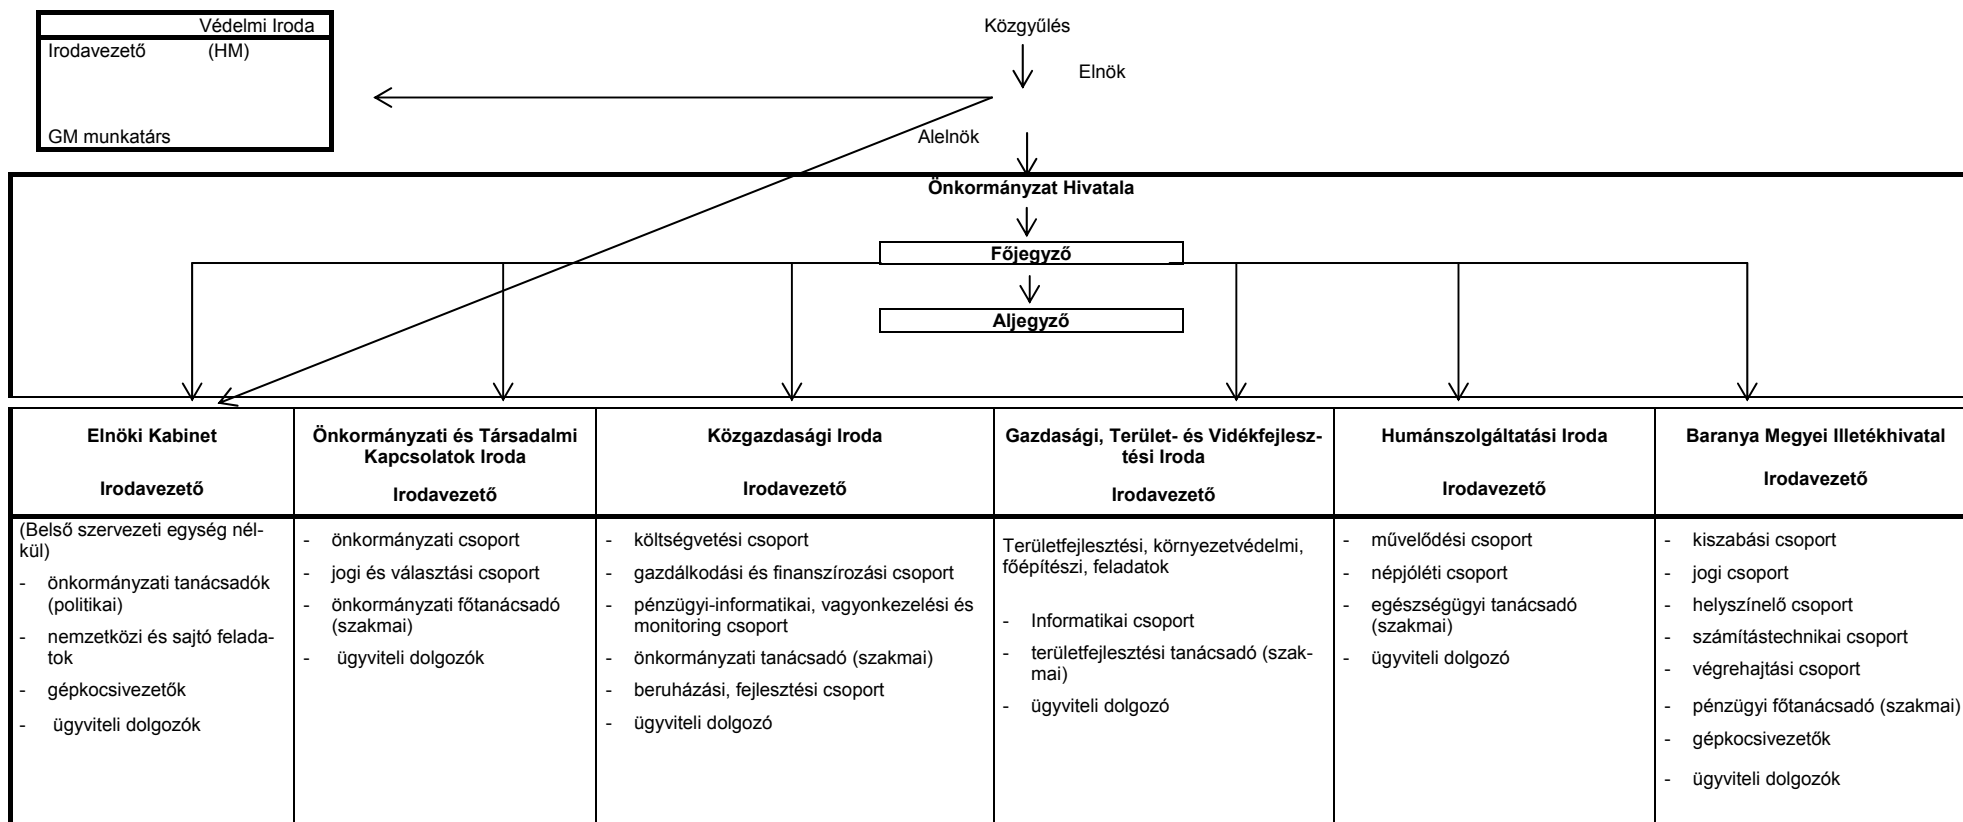 Védelmi Iroda
Irodavezető (HM)
GM munkatárs
Közgyűlés
Elnök
Alelnök
Önkormányzat Hivatala
Főjegyző
Aljegyző
Elnöki Kabinet
Irodavezető
(Belső szervezeti egység nél-
kül)
- önkormányzati tanácsadók
(politikai)
- nemzetközi és sajtó felada-
tok
- gépkocsivezetők
- ügyviteli dolgozók
Önkormányzati és Társadalmi
Kapcsolatok Iroda
Irodavezető
- önkormányzati csoport
- jogi és választási csoport
- önkormányzati főtanácsadó
(szakmai)
- ügyviteli dolgozók
Közgazdasági Iroda
Irodavezető
- költségvetési csoport
- gazdálkodási és finanszírozási csoport
- pénzügyi-informatikai, vagyonkezelési és
monitoring csoport
- önkormányzati tanácsadó (szakmai)
- beruházási, fejlesztési csoport
- ügyviteli dolgozó
Gazdasági, Terület- és Vidékfejlesz-
tési Iroda
Irodavezető
Területfejlesztési, környezetvédelmi,
főépítészi, feladatok
- Informatikai csoport
- területfejlesztési tanácsadó (szak-
mai)
- ügyviteli dolgozó
Humánszolgáltatási Iroda
Irodavezető
- művelődési csoport
- népjóléti csoport
- egészségügyi tanácsadó
(szakmai)
- ügyviteli dolgozó
Baranya Megyei Illetékhivatal
Irodavezető
- kiszabási csoport
- jogi csoport
- helyszínelő csoport
- számítástechnikai csoport
- végrehajtási csoport
- pénzügyi főtanácsadó (szakmai)
- gépkocsivezetők
- ügyviteli dolgozók